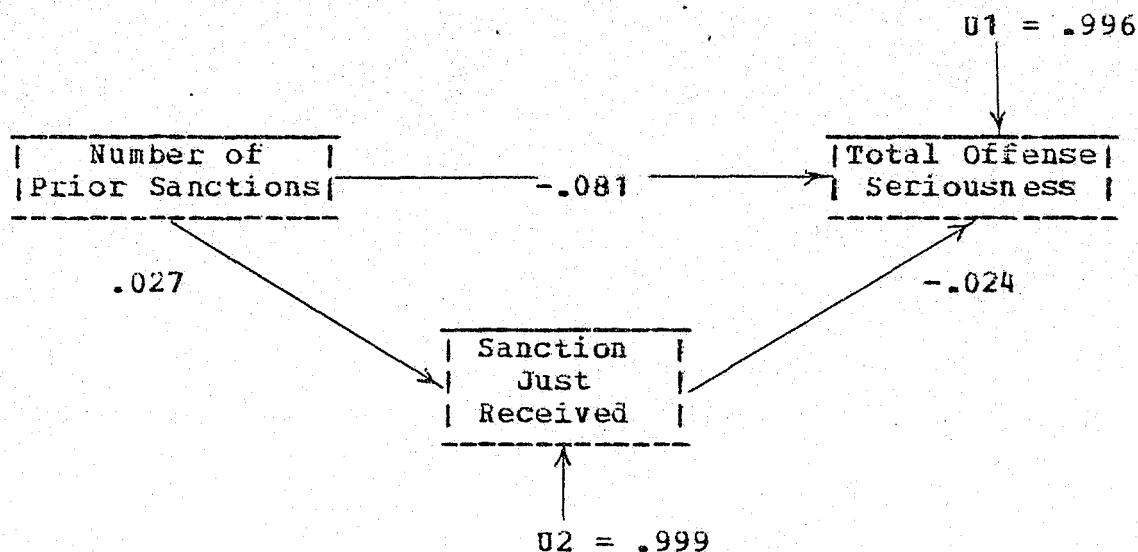 U1 = .996
Number of
Prior Sanctions
-.081
Total Offense
Seriousness
.027
-.024
Sanction
Just
Received
U2 = .999